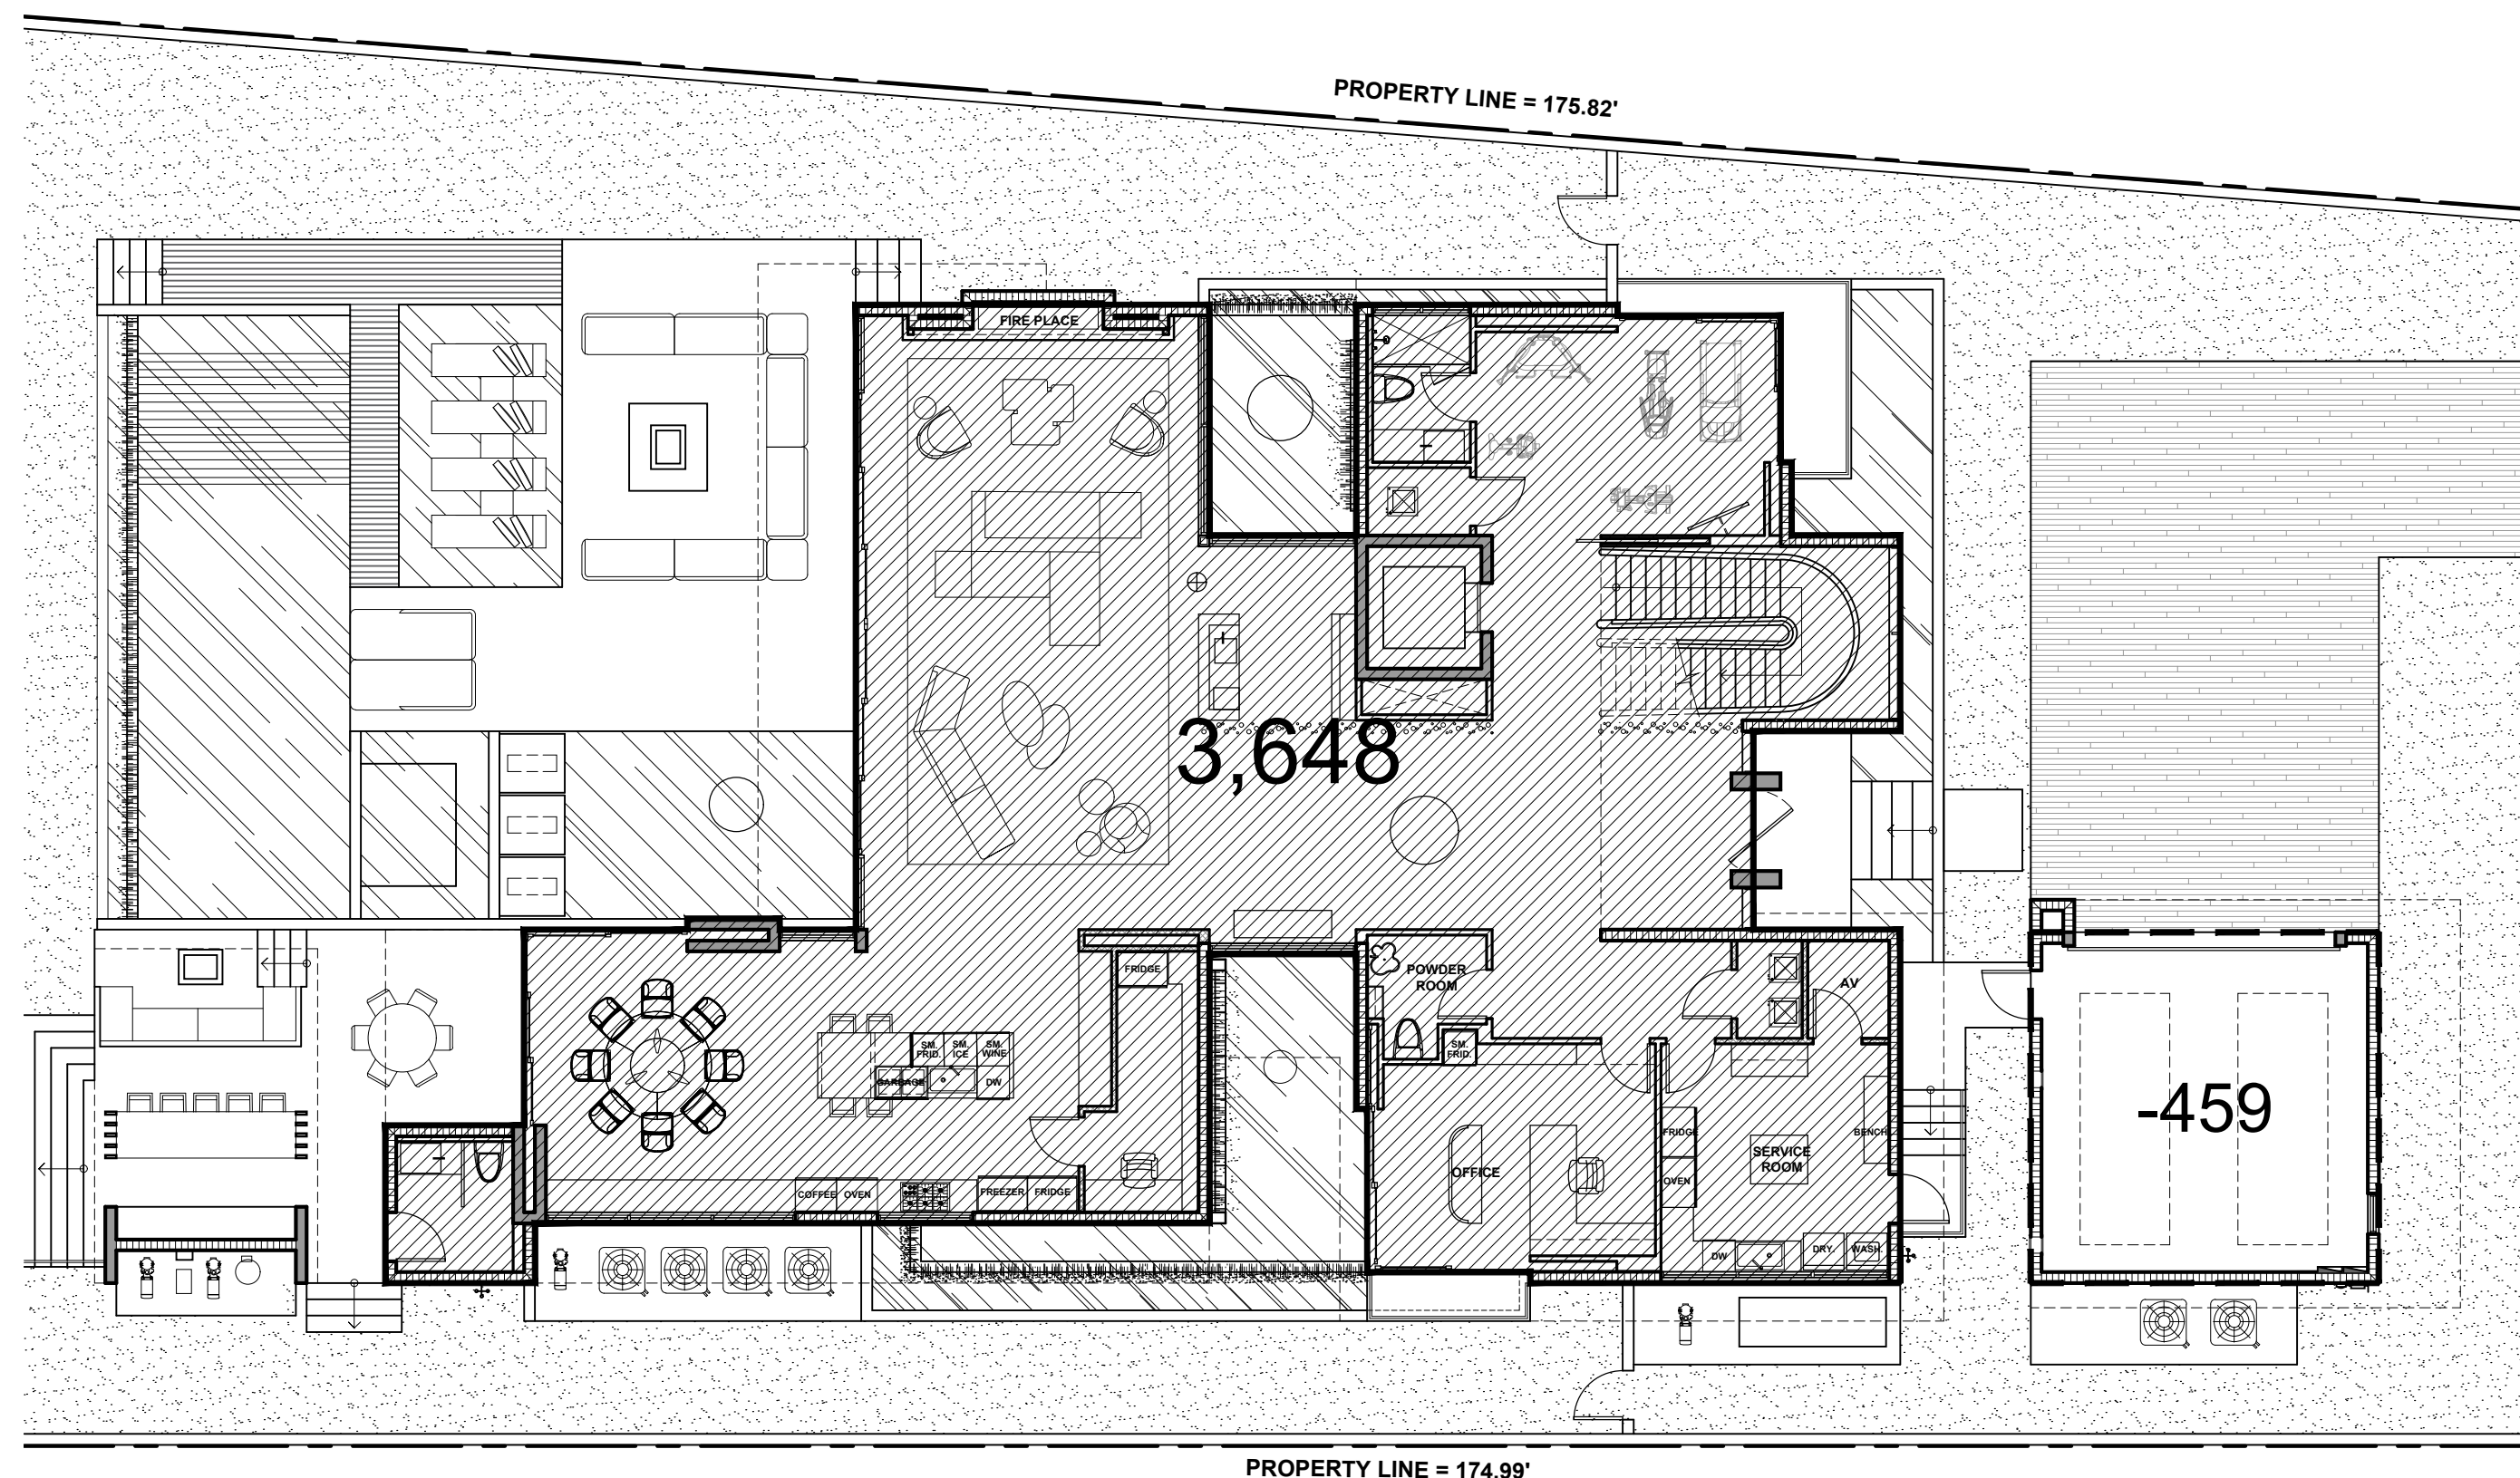 PROPERTY LINE = 175.82'
FIRE PLACE
3,648
FRIDGE
POWDER
ROOM
AV
SM.
FRID.
SM.
ICE
SM.
WINE
GARBAGE
DW
SM.
FRID.
-459
FRIDGE
BENCH
OFFICE
SERVICE
ROOM
OVEN
COFFEE
OVEN
FREEZER
FRIDGE
DW
DRY.
WASH.
PROPERTY LINE = 174.99'